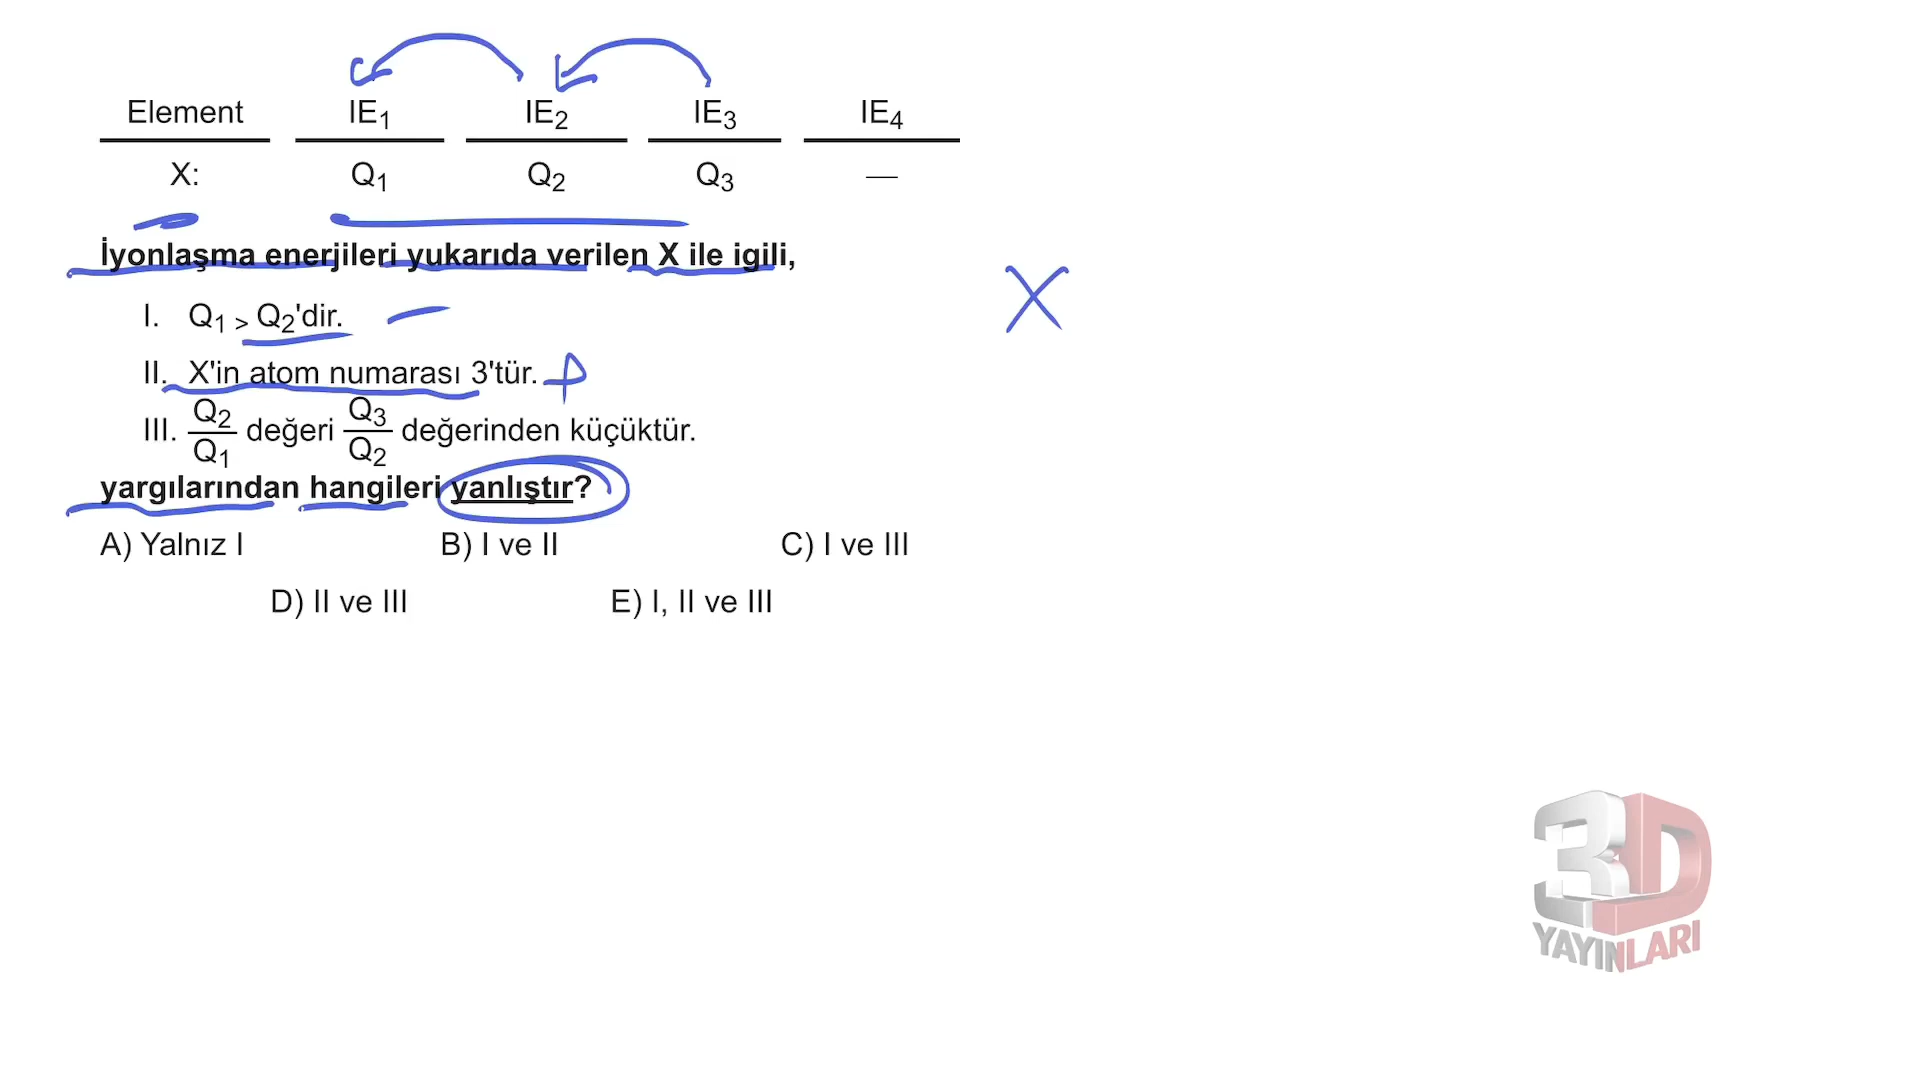 Element IE₁ IE₂ IE₃ IE₄
X: Q₁ Q₂ Q₃ —
İyonlaşma enerjileri yukarıda verilen X ile igili,
I. Q₁ > Q₂'dir. –
II. X'in atom numarası 3'tür. +
III. Q₂/Q₁ değeri Q₃/Q₂ değerinden küçüktür.
yargılarından hangileri yanlıştır?
A) Yalnız I B) I ve II C) I ve III
D) II ve III E) I, II ve III
X
3D
YAYINLARI